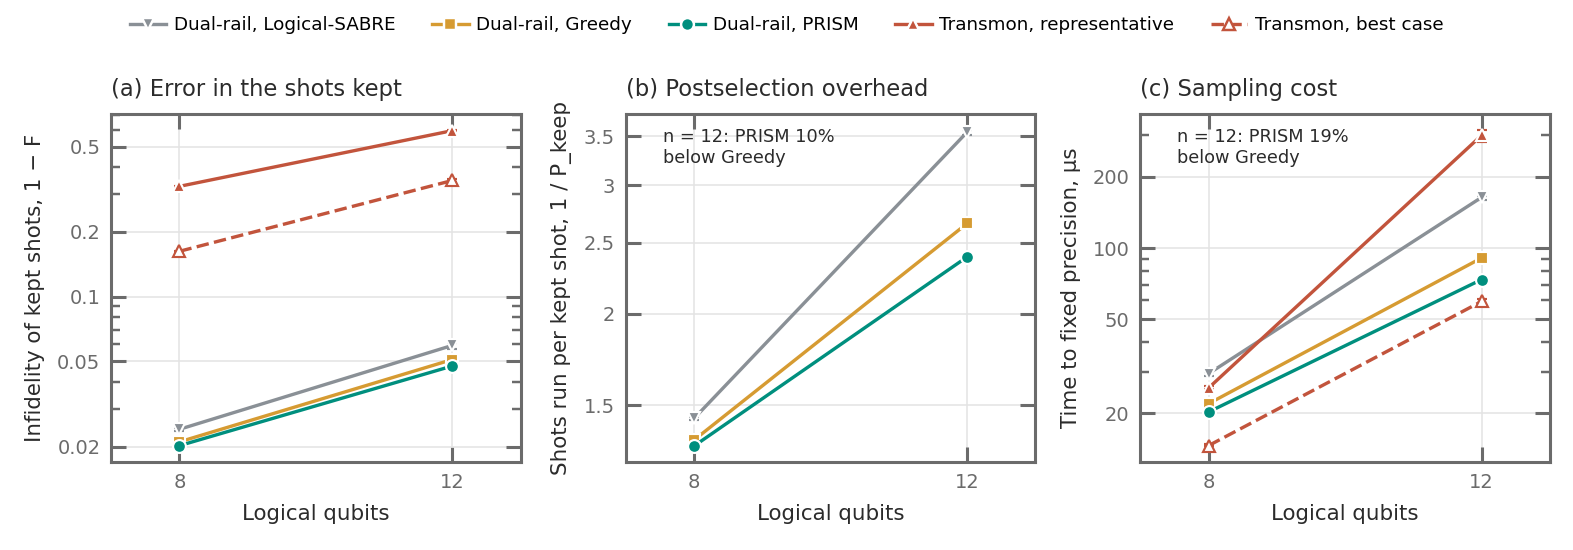 Dual-rail, Logical-SABRE
Dual-rail, Greedy
Dual-rail, PRISM
Transmon, representative
Transmon, best case
(a) Error in the shots kept
Infidelity of kept shots, 1 − F
0.5
0.2
0.1
0.05
0.02
8
12
Logical qubits
(b) Postselection overhead
Shots run per kept shot, 1 / P_keep
n = 12: PRISM 10%
below Greedy
3.5
3
2.5
2
1.5
8
12
Logical qubits
(c) Sampling cost
Time to fixed precision, µs
n = 12: PRISM 19%
below Greedy
200
100
50
20
8
12
Logical qubits